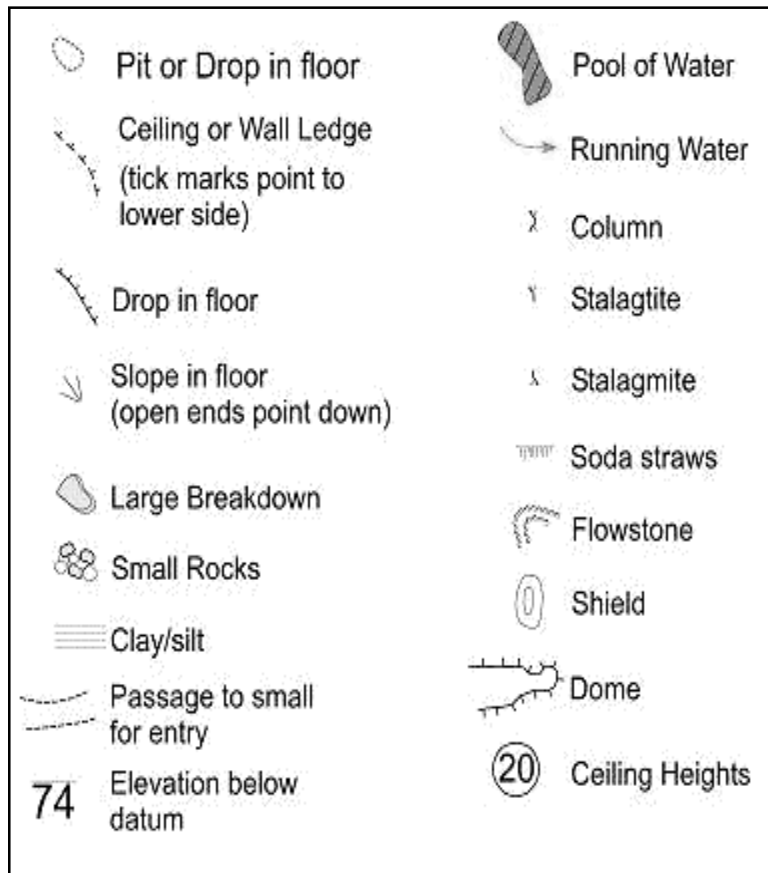 Pit or Drop in floor
Ceiling or Wall Ledge
(tick marks point to
lower side)
Drop in floor
Slope in floor
(open ends point down)
Large Breakdown
Small Rocks
Clay/silt
Passage to small
for entry
74
Elevation below
datum
Pool of Water
Running Water
Column
Stalagtite
Stalagmite
Soda straws
Flowstone
Shield
Dome
20
Ceiling Heights